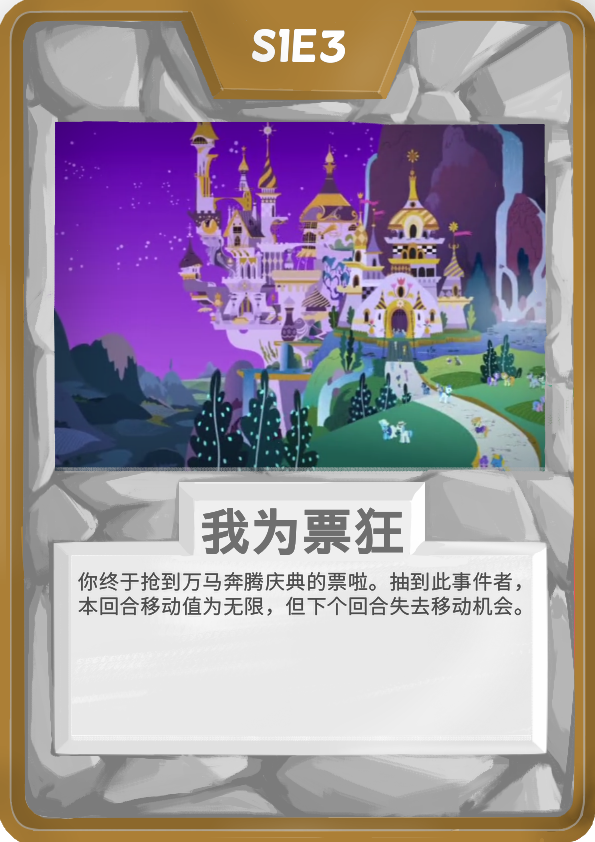 S1E3
我为票狂
你终于抢到万马奔腾庆典的票啦。抽到此事件者，
本回合移动值为无限，但下个回合失去移动机会。